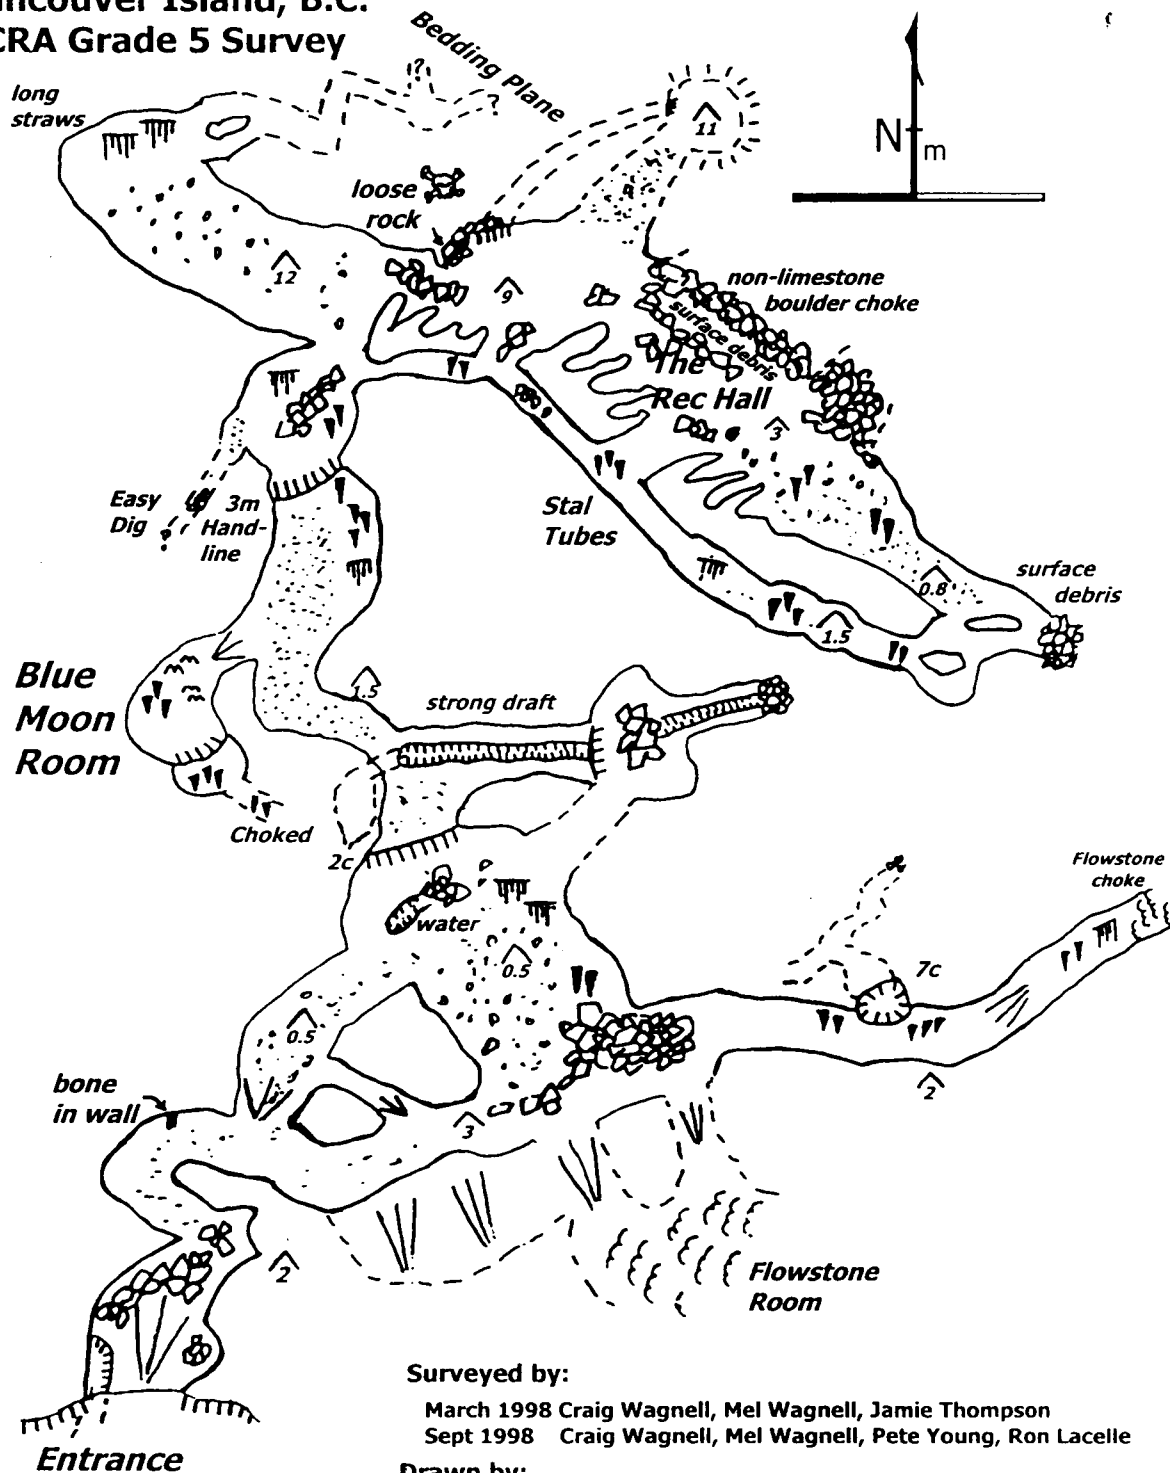 ncouver Island, B.C.
CRA Grade 5 Survey
Bedding Plane
long
straws
?
?
11
N
m
loose
rock
12
9
non-limestone
boulder choke
surface debris
The
Rec Hall
3
Easy
Dig
3m
Hand-
line
Stal
Tubes
0.8
surface
debris
1.5
Blue
Moon
Room
1.5
strong draft
Choked
2c
water
0.5
Flowstone
choke
7c
0.5
bone
in wall
2
3
2
Flowstone
Room
Surveyed by:
March 1998 Craig Wagnell, Mel Wagnell, Jamie Thompson
Sept 1998 Craig Wagnell, Mel Wagnell, Pete Young, Ron Lacelle
Entrance
Drawn by: